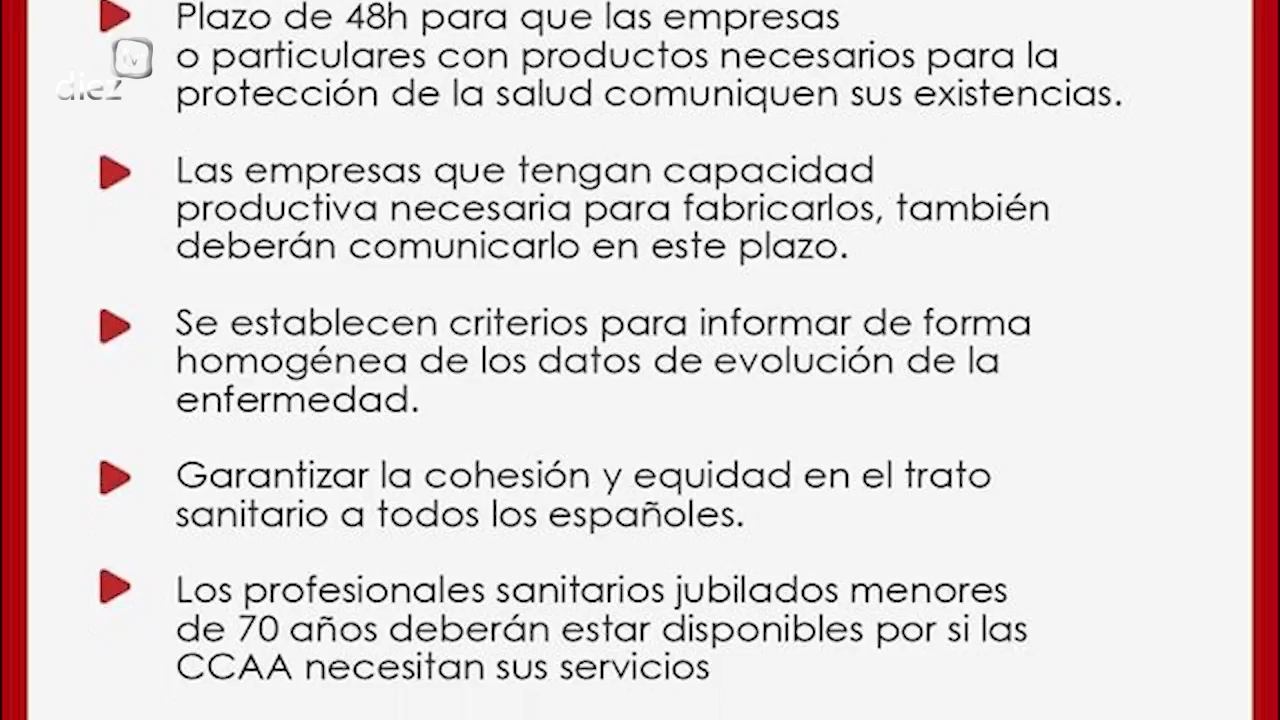 Plazo de 48h para que las empresas
o particulares con productos necesarios para la
protección de la salud comuniquen sus existencias.
tv
diez
Las empresas que tengan capacidad
productiva necesaria para fabricarlos, también
deberán comunicarlo en este plazo.
Se establecen criterios para informar de forma
homogénea de los datos de evolución de la
enfermedad.
Garantizar la cohesión y equidad en el trato
sanitario a todos los españoles.
Los profesionales sanitarios jubilados menores
de 70 años deberán estar disponibles por si las
CCAA necesitan sus servicios